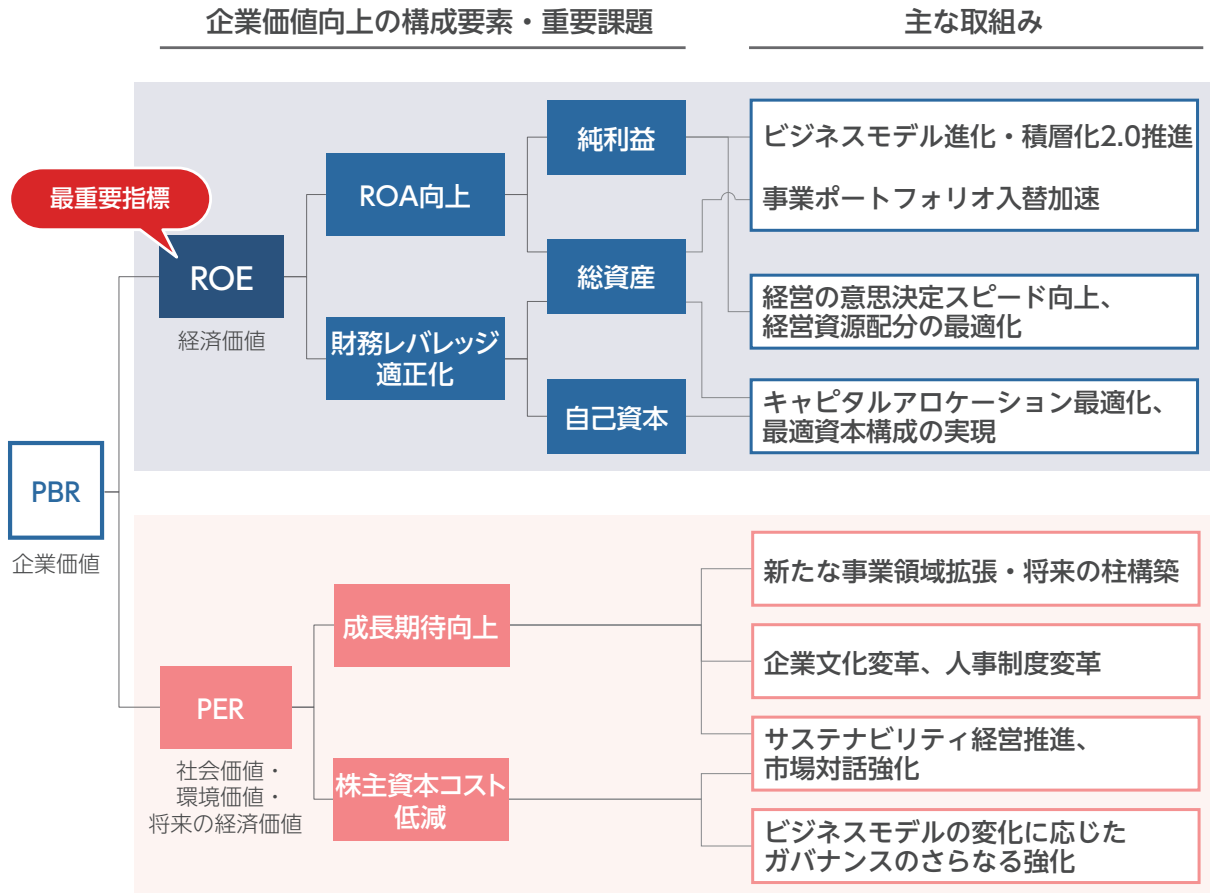 企業価値向上の構成要素・重要課題
主な取組み
最重要指標
PBR
企業価値
ROE
経済価値
ROA向上
財務レバレッジ
適正化
純利益
総資産
自己資本
ビジネスモデル進化・積層化2.0推進
事業ポートフォリオ入替加速
経営の意思決定スピード向上、
経営資源配分の最適化
キャピタルアロケーション最適化、
最適資本構成の実現
PER
社会価値・
環境価値・
将来の経済価値
成長期待向上
株主資本コスト
低減
新たな事業領域拡張・将来の柱構築
企業文化変革、人事制度変革
サステナビリティ経営推進、
市場対話強化
ビジネスモデルの変化に応じた
ガバナンスのさらなる強化